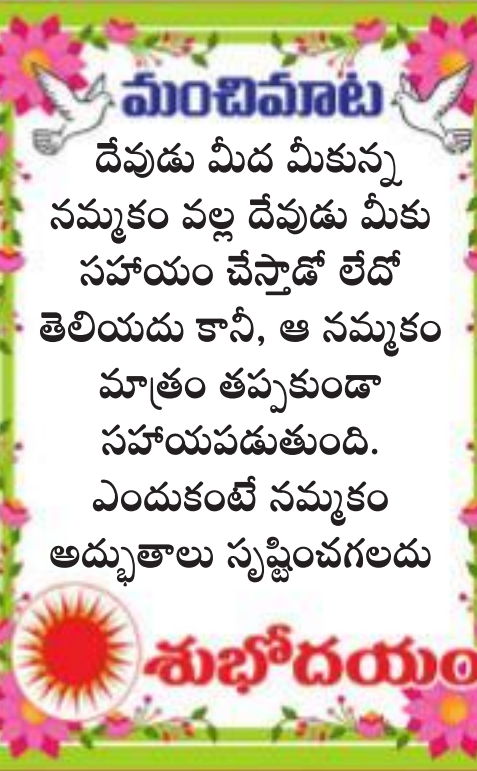 మంచిమాట
దేవుడు మీద మీకున్న
నమ్మకం వల్ల దేవుడు మీకు
సహాయం చేస్తాడో లేదో
తెలియదు కానీ, ఆ నమ్మకం
మాత్రం తప్పకుండా
సహాయపడుతుంది.
ఎందుకంటే నమ్మకం
అద్భుతాలు సృష్టించగలదు
శుభోదయం